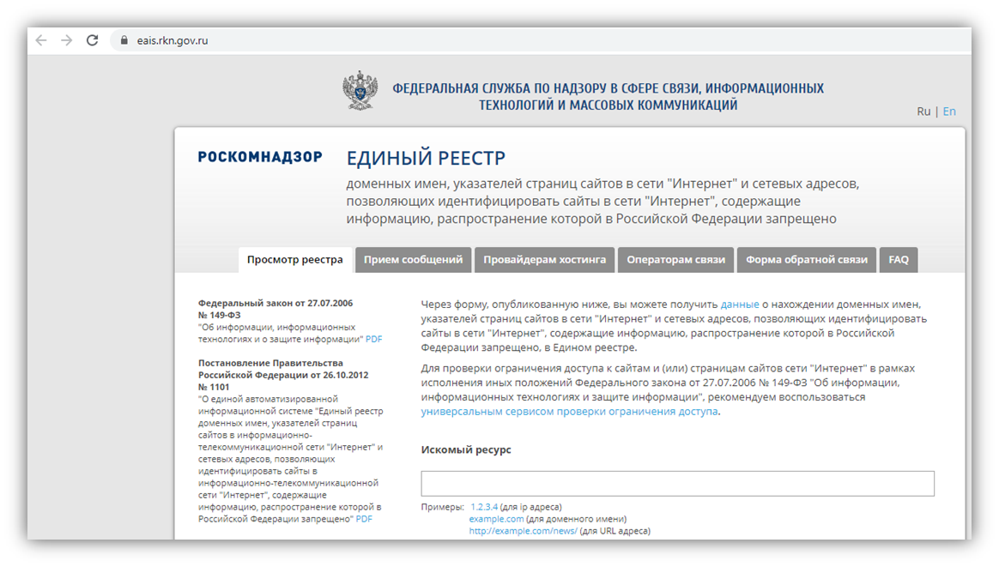 eais.rkn.gov.ru
ФЕДЕРАЛЬНАЯ СЛУЖБА ПО НАДЗОРУ В СФЕРЕ СВЯЗИ, ИНФОРМАЦИОННЫХ
ТЕХНОЛОГИЙ И МАССОВЫХ КОММУНИКАЦИЙ
Ru | En
РОСКОМНАДЗОР
ЕДИНЫЙ РЕЕСТР
доменных имен, указателей страниц сайтов в сети "Интернет" и сетевых адресов,
позволяющих идентифицировать сайты в сети "Интернет", содержащие
информацию, распространение которой в Российской Федерации запрещено
Просмотр реестра Прием сообщений Провайдерам хостинга Операторам связи Форма обратной связи FAQ
Федеральный закон от 27.07.2006
№ 149-ФЗ
"Об информации, информационных
технологиях и о защите информации" PDF
Постановление Правительства
Российской Федерации от 26.10.2012
№ 1101
"О единой автоматизированной
информационной системе "Единый реестр
доменных имен, указателей страниц
сайтов в информационно-
телекоммуникационной сети "Интернет" и
сетевых адресов, позволяющих
идентифицировать сайты в
информационно-телекоммуникационной
сети "Интернет", содержащие
информацию, распространение которой в
Российской Федерации запрещено" PDF
Через форму, опубликованную ниже, вы можете получить данные о нахождении доменных имен,
указателей страниц сайтов в сети "Интернет" и сетевых адресов, позволяющих идентифицировать
сайты в сети "Интернет", содержащие информацию, распространение которой в Российской
Федерации запрещено, в Едином реестре.
Для проверки ограничения доступа к сайтам и (или) страницам сайтов сети "Интернет" в рамках
исполнения иных положений Федерального закона от 27.07.2006 № 149-ФЗ "Об информации,
информационных технологиях и защите информации", рекомендуем воспользоваться
универсальным сервисом проверки ограничения доступа.
Искомый ресурс
Примеры: 1.2.3.4 (для ip адреса)
example.com (для доменного имени)
http://example.com/news/ (для URL адреса)